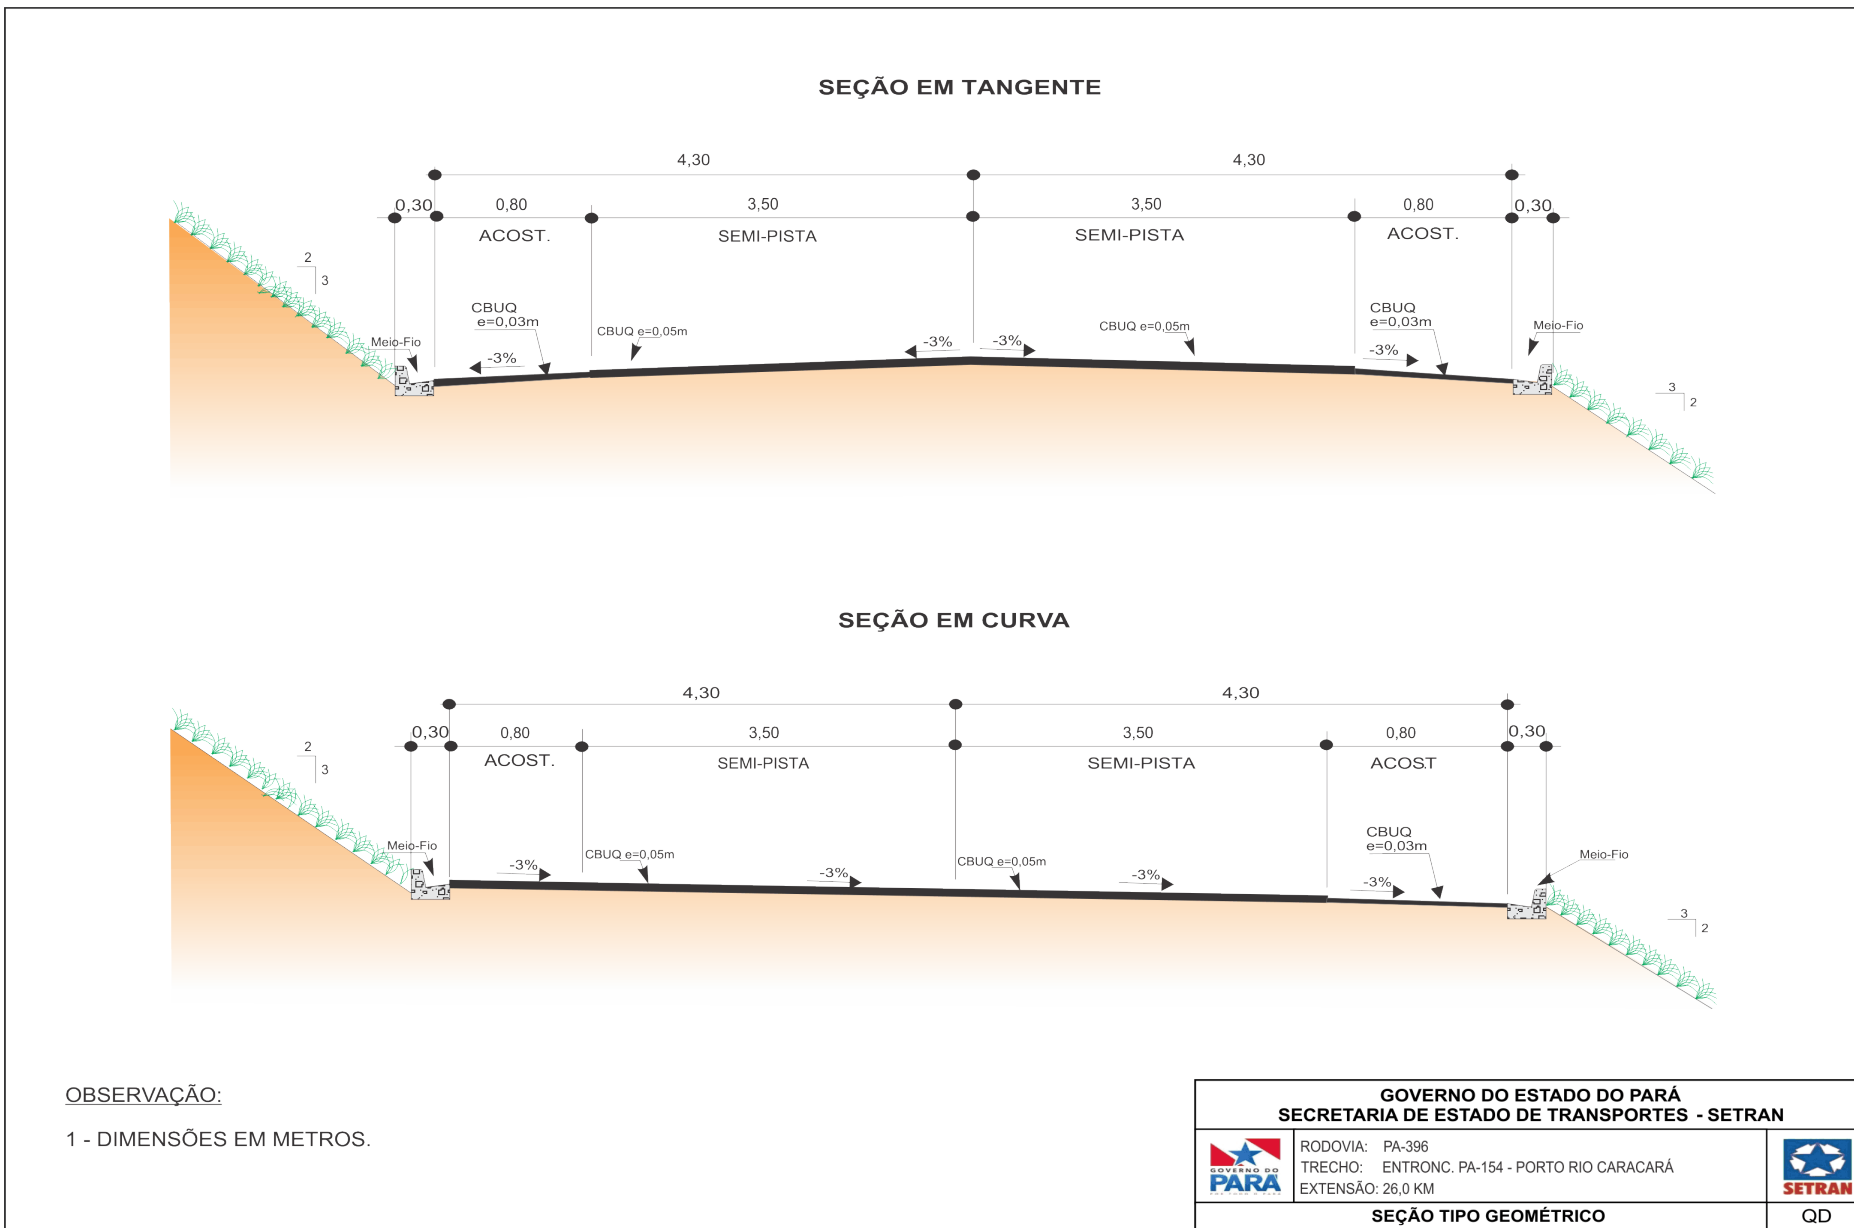 SEÇÃO EM TANGENTE
4,30 4,30
0,30 0,80 3,50 3,50 0,80 0,30
ACOST. SEMI-PISTA SEMI-PISTA ACOST.
2
3
CBUQ
e=0,03m
CBUQ e=0,05m
CBUQ e=0,05m
CBUQ
e=0,03m
Meio-Fio
Meio-Fio
-3% -3% -3% -3%
3
2
SEÇÃO EM CURVA
4,30 4,30
0,30 0,80 3,50 3,50 0,80 0,30
ACOST. SEMI-PISTA SEMI-PISTA ACOST
2
3
Meio-Fio
CBUQ e=0,05m
CBUQ e=0,05m
CBUQ
e=0,03m
Meio-Fio
-3% -3% -3% -3%
3
2
OBSERVAÇÃO:
1 - DIMENSÕES EM METROS.
GOVERNO DO ESTADO DO PARÁ
SECRETARIA DE ESTADO DE TRANSPORTES - SETRAN
GOVERNO DO
PARÁ
RODOVIA: PA-396
TRECHO: ENTRONC. PA-154 - PORTO RIO CARACARÁ
EXTENSÃO: 26,0 KM
SETRAN
SEÇÃO TIPO GEOMÉTRICO
QD